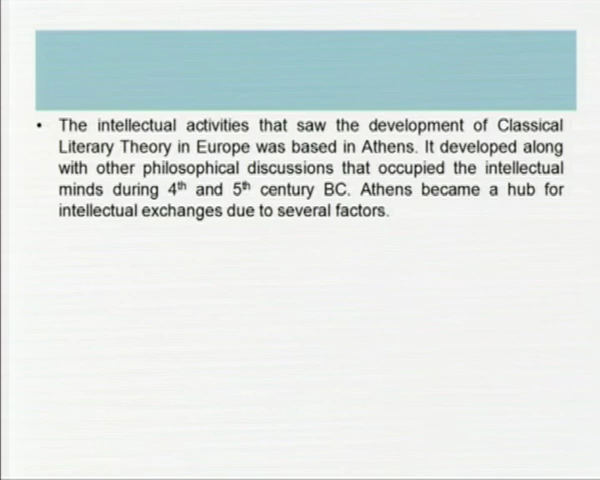 • The intellectual activities that saw the development of Classical
Literary Theory in Europe was based in Athens. It developed along
with other philosophical discussions that occupied the intellectual
minds during 4th and 5th century BC. Athens became a hub for
intellectual exchanges due to several factors.